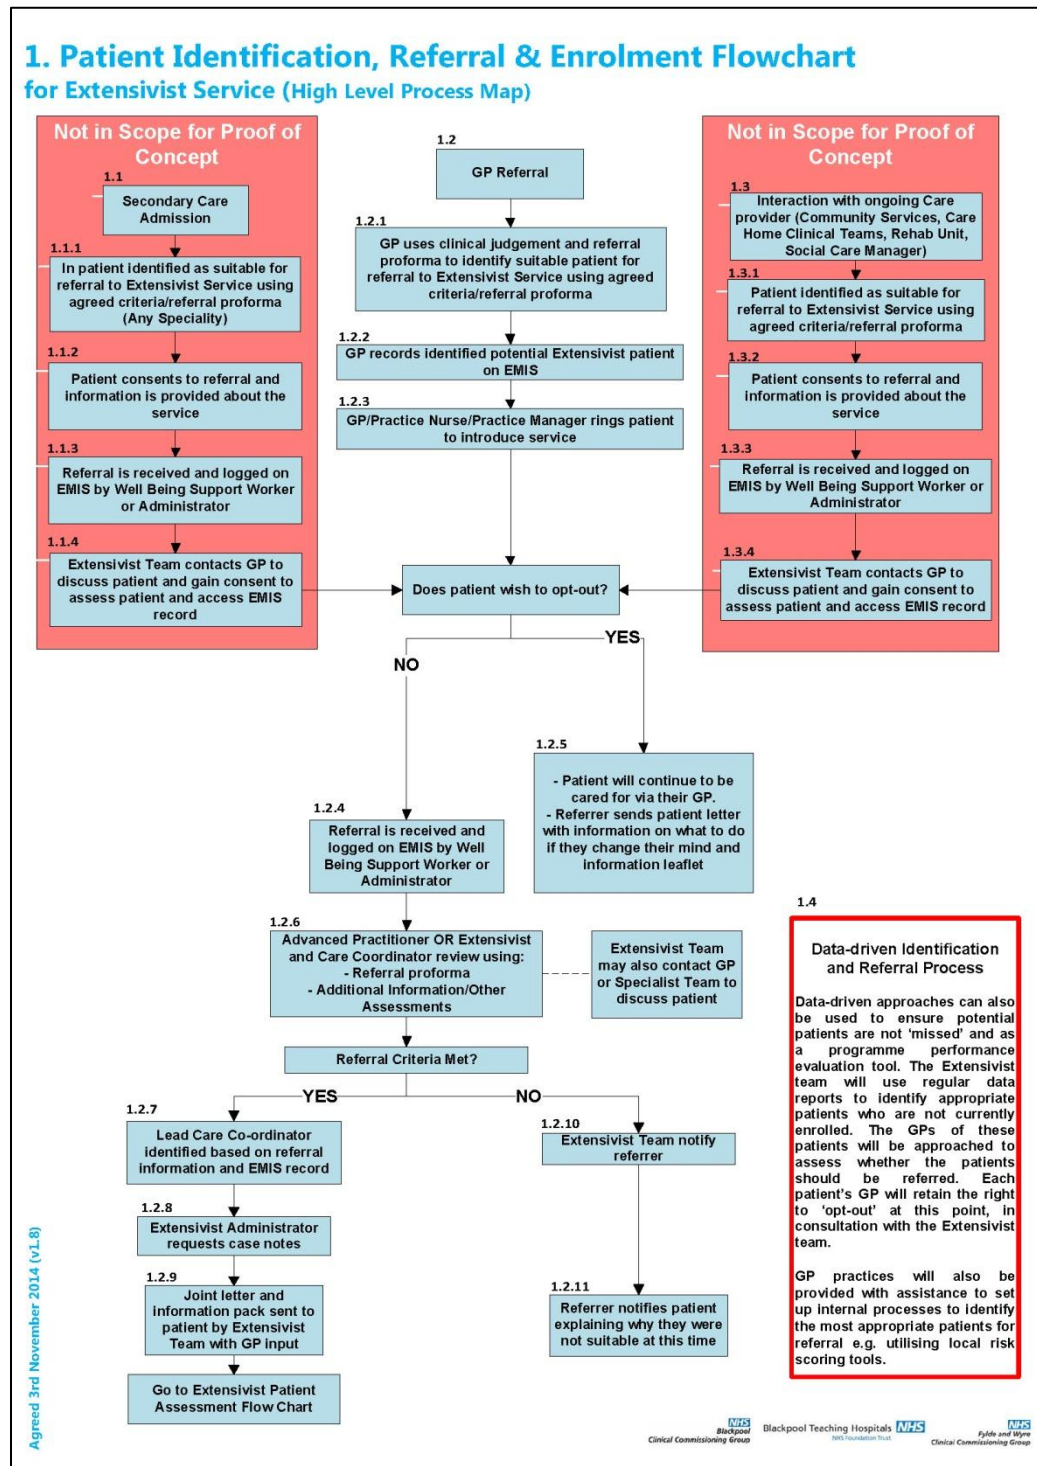 1. Patient Identification, Referral & Enrolment Flowchart
for Extensivist Service (High Level Process Map)
Not in Scope for Proof of
Concept
1.1
Secondary Care
Admission
1.1.1
In patient identified as suitable for
referral to Extensivist Service using
agreed criteria/referral proforma
(Any Speciality)
1.1.2
Patient consents to referral and
information is provided about the
service
1.1.3
Referral is received and logged on
EMIS by Well Being Support Worker
or Administrator
1.1.4
Extensivist Team contacts GP to
discuss patient and gain consent to
assess patient and access EMIS
record
1.2
GP Referral
1.2.1
GP uses clinical judgement and referral
proforma to identify suitable patient
for referral to Extensivist Service using
agreed criteria/referral proforma
1.2.2
GP records identified potential Extensivist patient
on EMIS
1.2.3
GP/Practice Nurse/Practice Manager rings patient
to introduce service
Not in Scope for Proof of
Concept
1.3
Interaction with ongoing Care
provider (Community Services, Care
Home Clinical Teams, Rehab Unit,
Social Care Manager)
1.3.1
Patient identified as suitable for
referral to Extensivist Service using
agreed criteria/referral proforma
1.3.2
Patient consents to referral and
information is provided about the
service
1.3.3
Referral is received and logged on
EMIS by Well Being Support Worker or
Administrator
1.3.4
Extensivist Team contacts GP to
discuss patient and gain consent to
assess patient and access EMIS record
Does patient wish to opt-out?
YES
NO
1.2.5
- Patient will continue to be
cared for via their GP.
- Referrer sends patient letter
with information on what to do
if they change their mind and
information leaflet
1.2.4
Referral is received and
logged on EMIS by Well
Being Support Worker or
Administrator
1.2.6
Advanced Practitioner OR Extensivist
and Care Coordinator review using:
- Referral proforma
- Additional Information/Other
Assessments
Extensivist Team
may also contact GP
or Specialist Team to
discuss patient
Referral Criteria Met?
YES
NO
1.2.7
Lead Care Co-ordinator
identified based on referral
information and EMIS record
1.2.8
Extensivist Administrator
requests case notes
1.2.9
Joint letter and
information pack sent to
patient by Extensivist
Team with GP input
Go to Extensivist Patient
Assessment Flow Chart
1.2.10
Extensivist Team notify
referrer
1.2.11
Referrer notifies patient
explaining why they were
not suitable at this time
1.4
Data-driven Identification
and Referral Process
Data-driven approaches can also
be used to ensure potential
patients are not ‘missed’ and as
a programme performance
evaluation tool. The Extensivist
team will use regular data
reports to identify appropriate
patients who are not currently
enrolled. The GPs of these
patients will be approached to
assess whether the patients
should be referred. Each
patient’s GP will retain the right
to ‘opt-out’ at this point, in
consultation with the Extensivist
team.
GP practices will also be
provided with assistance to set
up internal processes to identify
the most appropriate patients for
referral e.g. utilising local risk
scoring tools.
Agreed 3rd November 2014 (v1.8)
NHS
Blackpool
Clinical Commissioning Group
Blackpool Teaching Hospitals NHS
NHS Foundation Trust
NHS
Fylde and Wyre
Clinical Commissioning Group